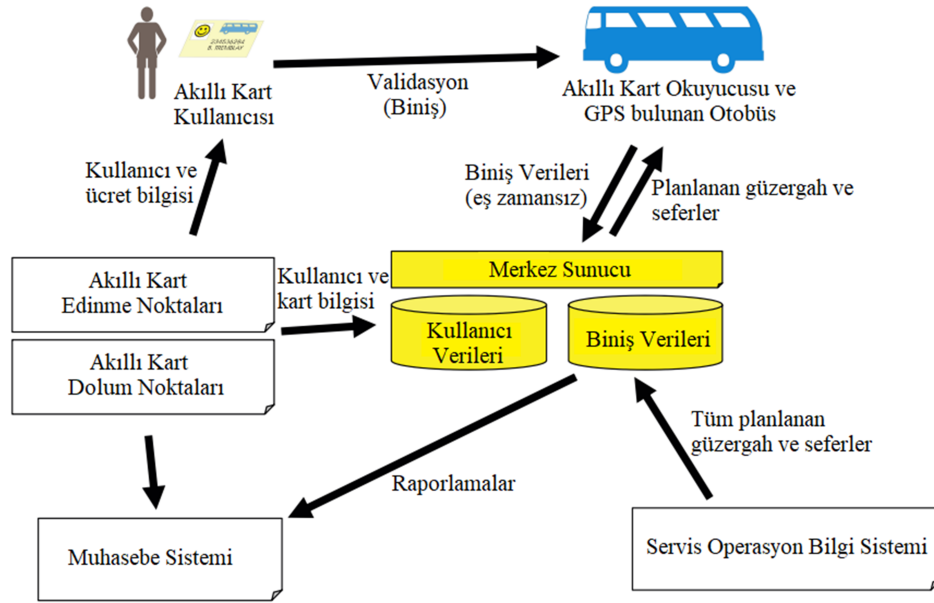 Akıllı Kart
Kullanıcısı
Validasyon
(Biniş)
Akıllı Kart Okuyucusu ve
GPS bulunan Otobüs
Kullanıcı ve
ücret bilgisi
Biniş Verileri
(eş zamansız)
Planlanan güzergah ve
seferler
Akıllı Kart
Edinme Noktaları
Kullanıcı ve
kart bilgisi
Merkez Sunucu
Kullanıcı
Verileri
Biniş Verileri
Akıllı Kart
Dolum Noktaları
Tüm planlanan
güzergah ve seferler
Raporlamalar
Muhasebe Sistemi
Servis Operasyon Bilgi Sistemi